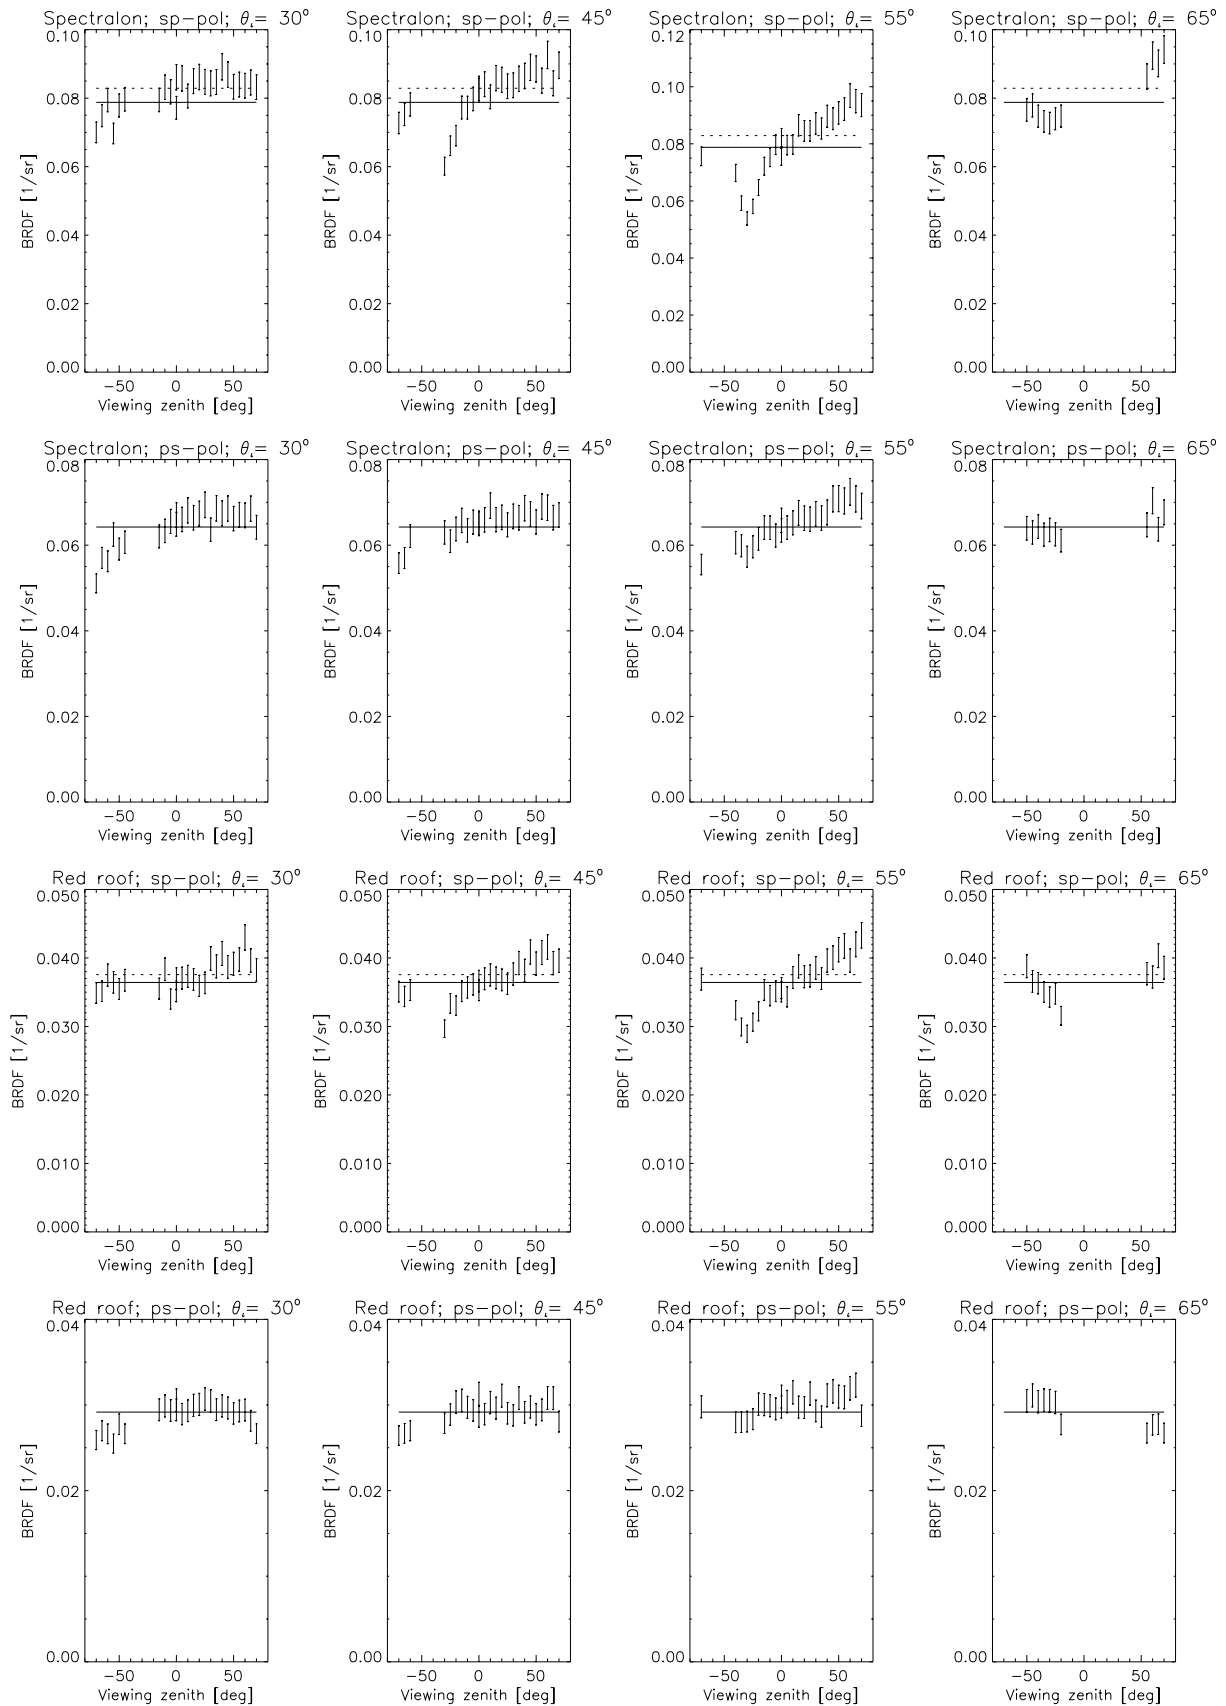 Spectralon; sp-pol; θᵢ= 30°
Spectralon; sp-pol; θᵢ= 45°
Spectralon; sp-pol; θᵢ= 55°
Spectralon; sp-pol; θᵢ= 65°
0.10
0.08
0.06
0.04
0.02
0.00
BRDF [1/sr]
-50 0 50
Viewing zenith [deg]
0.10
0.08
0.06
0.04
0.02
0.00
BRDF [1/sr]
-50 0 50
Viewing zenith [deg]
0.12
0.10
0.08
0.06
0.04
0.02
0.00
BRDF [1/sr]
-50 0 50
Viewing zenith [deg]
0.10
0.08
0.06
0.04
0.02
0.00
BRDF [1/sr]
-50 0 50
Viewing zenith [deg]
Spectralon; ps-pol; θᵢ= 30°
Spectralon; ps-pol; θᵢ= 45°
Spectralon; ps-pol; θᵢ= 55°
Spectralon; ps-pol; θᵢ= 65°
0.08
0.06
0.04
0.02
0.00
BRDF [1/sr]
-50 0 50
Viewing zenith [deg]
0.08
0.06
0.04
0.02
0.00
BRDF [1/sr]
-50 0 50
Viewing zenith [deg]
0.08
0.06
0.04
0.02
0.00
BRDF [1/sr]
-50 0 50
Viewing zenith [deg]
0.08
0.06
0.04
0.02
0.00
BRDF [1/sr]
-50 0 50
Viewing zenith [deg]
Red roof; sp-pol; θᵢ= 30°
Red roof; sp-pol; θᵢ= 45°
Red roof; sp-pol; θᵢ= 55°
Red roof; sp-pol; θᵢ= 65°
0.050
0.040
0.030
0.020
0.010
0.000
BRDF [1/sr]
-50 0 50
Viewing zenith [deg]
0.050
0.040
0.030
0.020
0.010
0.000
BRDF [1/sr]
-50 0 50
Viewing zenith [deg]
0.050
0.040
0.030
0.020
0.010
0.000
BRDF [1/sr]
-50 0 50
Viewing zenith [deg]
0.050
0.040
0.030
0.020
0.010
0.000
BRDF [1/sr]
-50 0 50
Viewing zenith [deg]
Red roof; ps-pol; θᵢ= 30°
Red roof; ps-pol; θᵢ= 45°
Red roof; ps-pol; θᵢ= 55°
Red roof; ps-pol; θᵢ= 65°
0.04
0.02
0.00
BRDF [1/sr]
-50 0 50
Viewing zenith [deg]
0.04
0.02
0.00
BRDF [1/sr]
-50 0 50
Viewing zenith [deg]
0.04
0.02
0.00
BRDF [1/sr]
-50 0 50
Viewing zenith [deg]
0.04
0.02
0.00
BRDF [1/sr]
-50 0 50
Viewing zenith [deg]